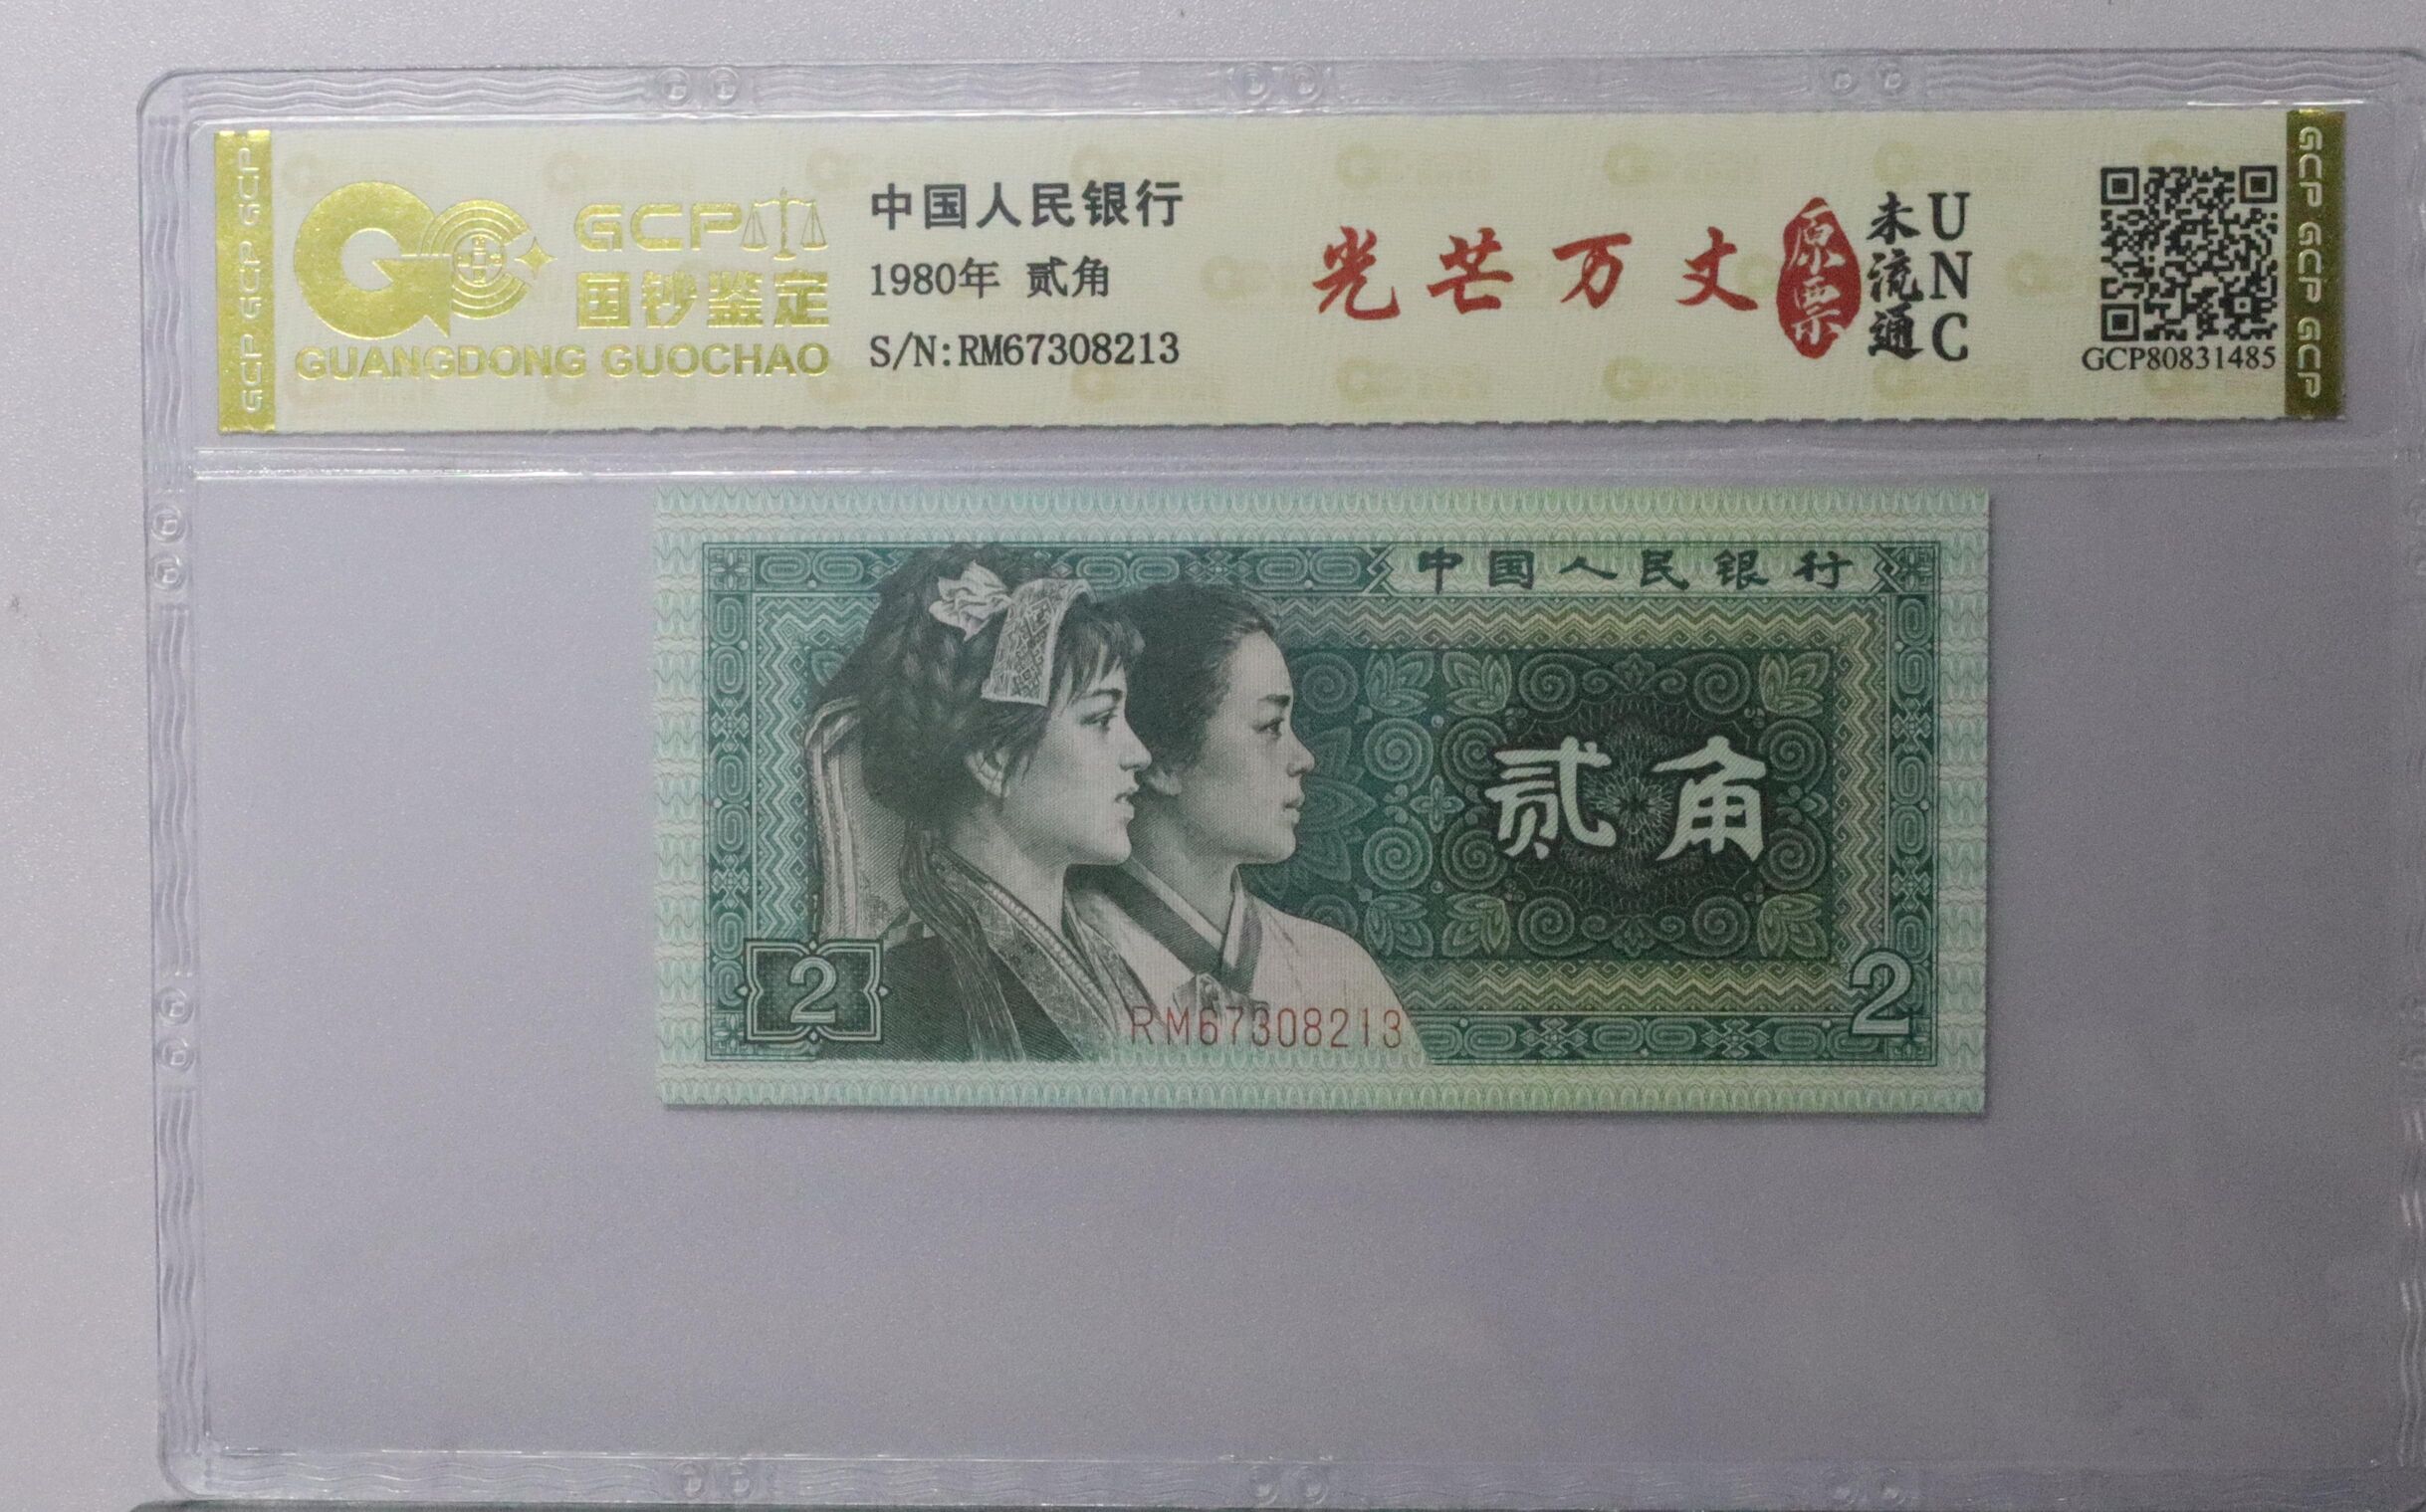 GCP GCP GCP
GCP
国钞鉴定
GUANGDONG GUOCHAO
中国人民银行
1980年 贰角
S/N:RM67308213
光芒万丈
原票
未流通
UNC
GCP80831485
GCP GCP GCP
中国人民银行
贰角
2
RM67308213
2